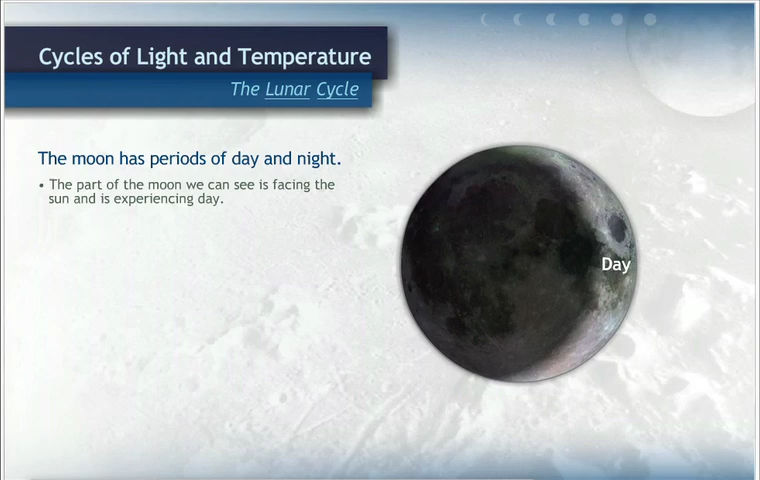 Cycles of Light and Temperature
The Lunar Cycle
The moon has periods of day and night.
• The part of the moon we can see is facing the
sun and is experiencing day.
Day